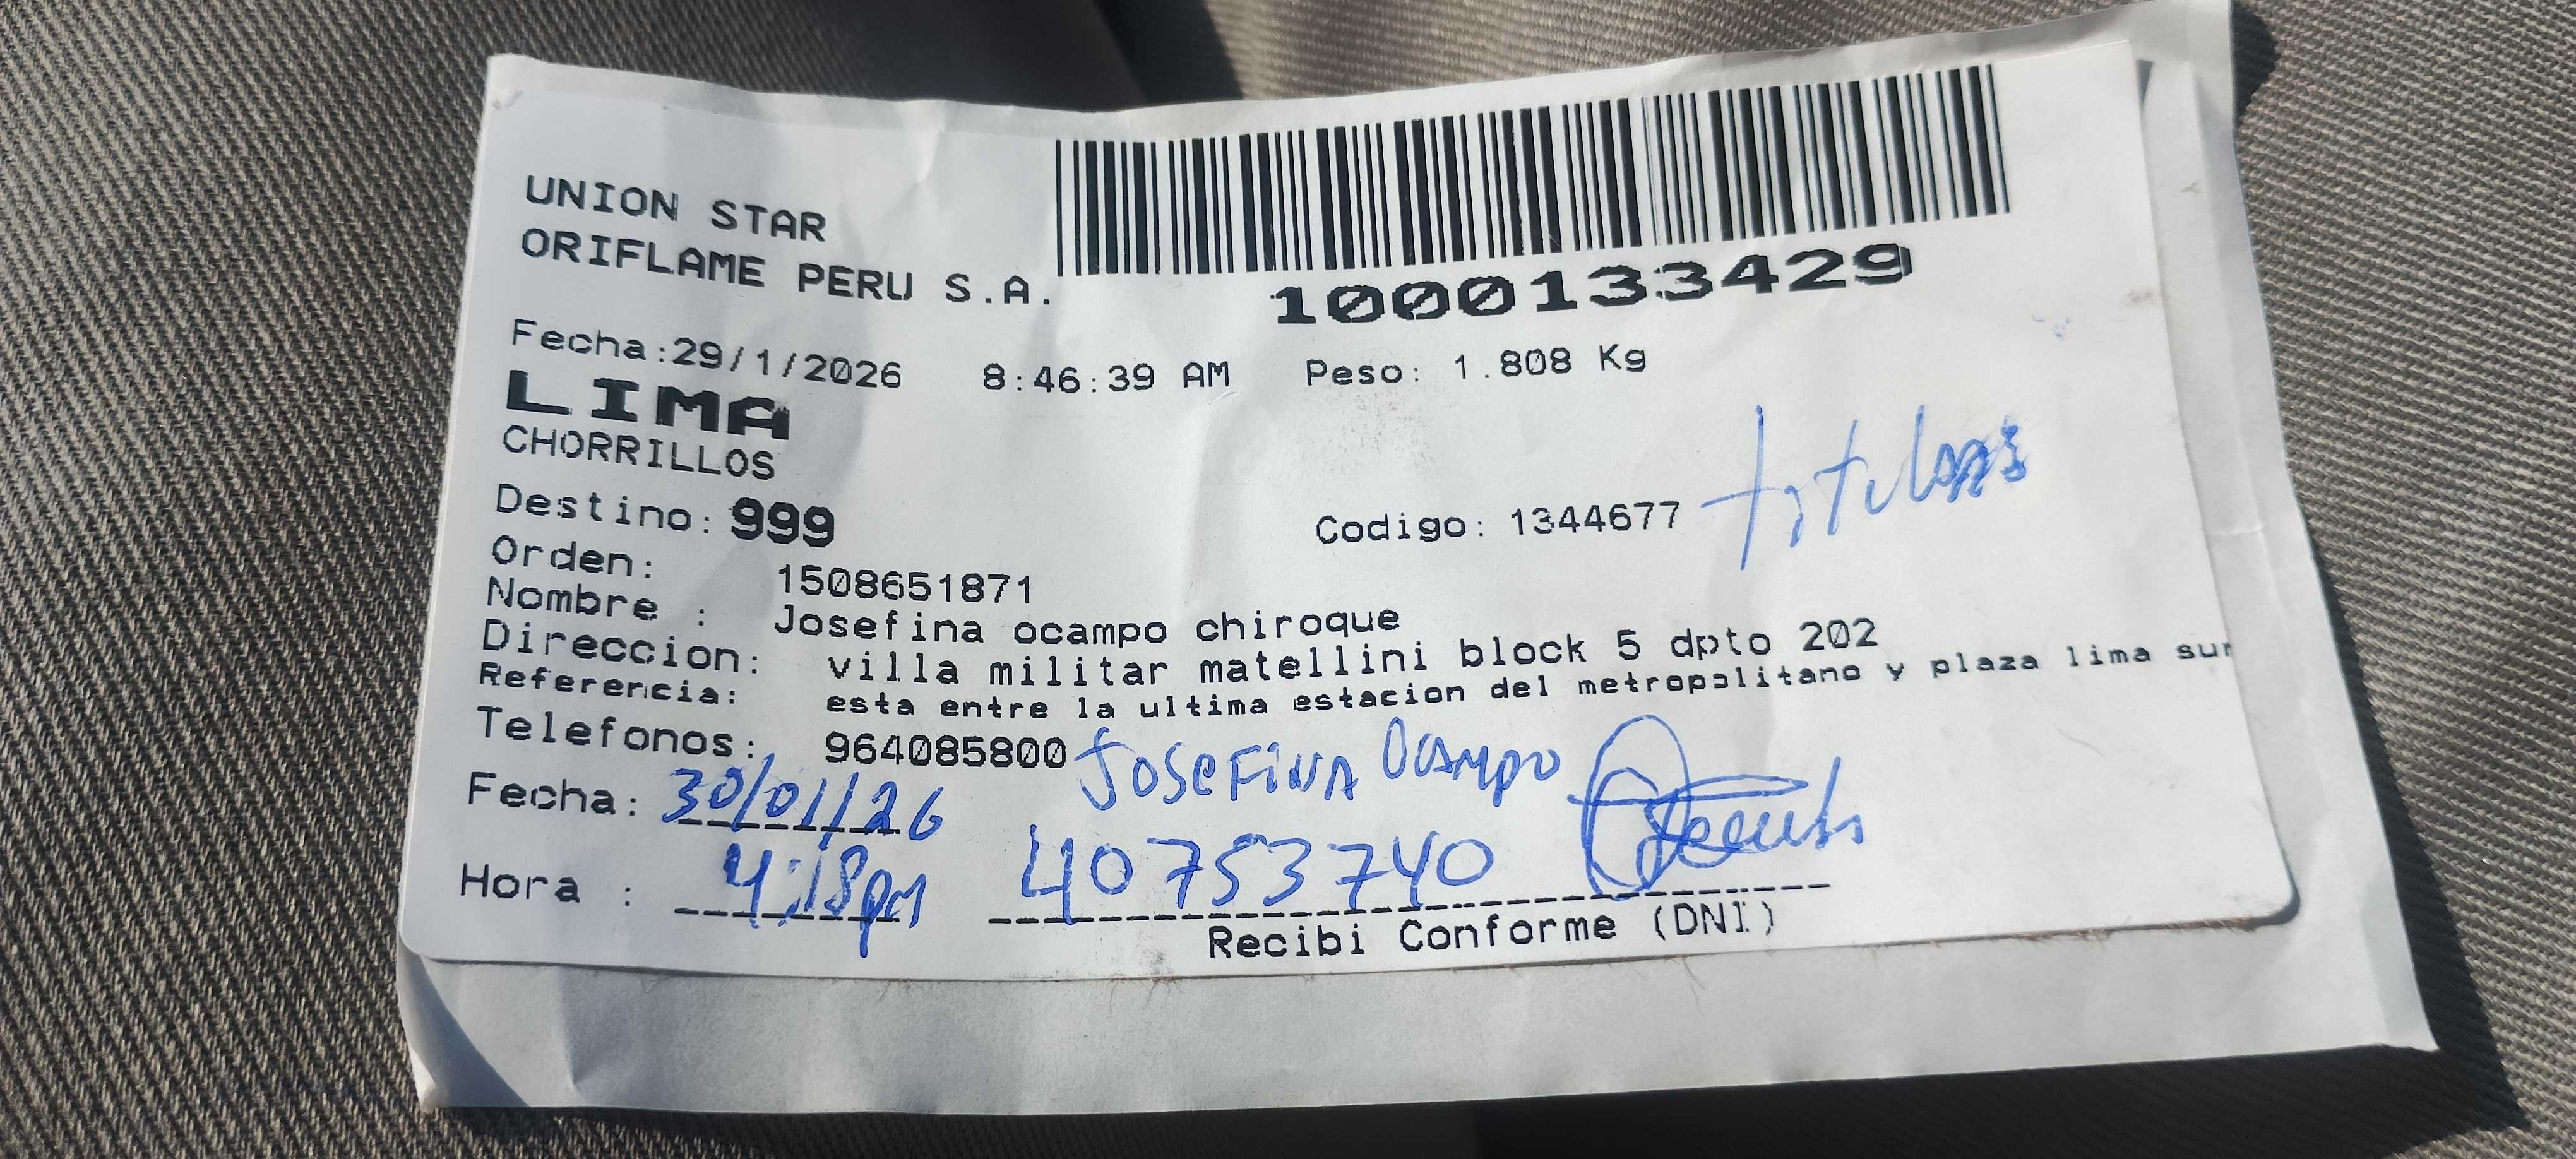 UNION STAR
ORIFLAME PERU S.A.
1000133429
Fecha:29/1/2026 8:46:39 AM Peso: 1.808 Kg
LIMA
CHORRILLOS
Destino: 999 Codigo: 1344677
Orden: 1508651871
Nombre : Josefina ocampo chiroque
Direccion: villa militar matellini block 5 dpto 202
Referencia: esta entre la ultima estacion del metropolitano y plaza lima sur
Telefonos: 964085800 Josefina Ocampo
Fecha: 30/01/26
Hora : 4:18pm 40753740
Recibi Conforme (DNI)